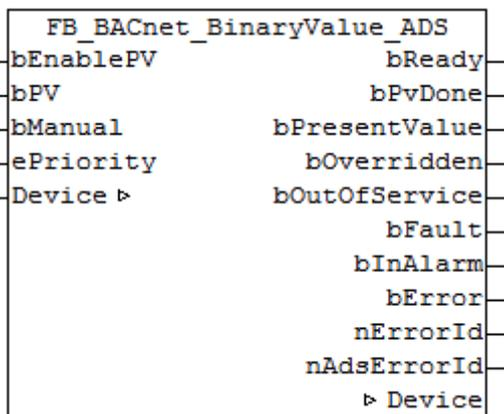 FB_BACnet_BinaryValue_ADS
bEnablePV bReady
bPV bPvDone
bManual bPresentValue
ePriority bOverridden
Device ▷ bOutOfService
bFault
bInAlarm
bError
nErrorId
nAdsErrorId
▷ Device